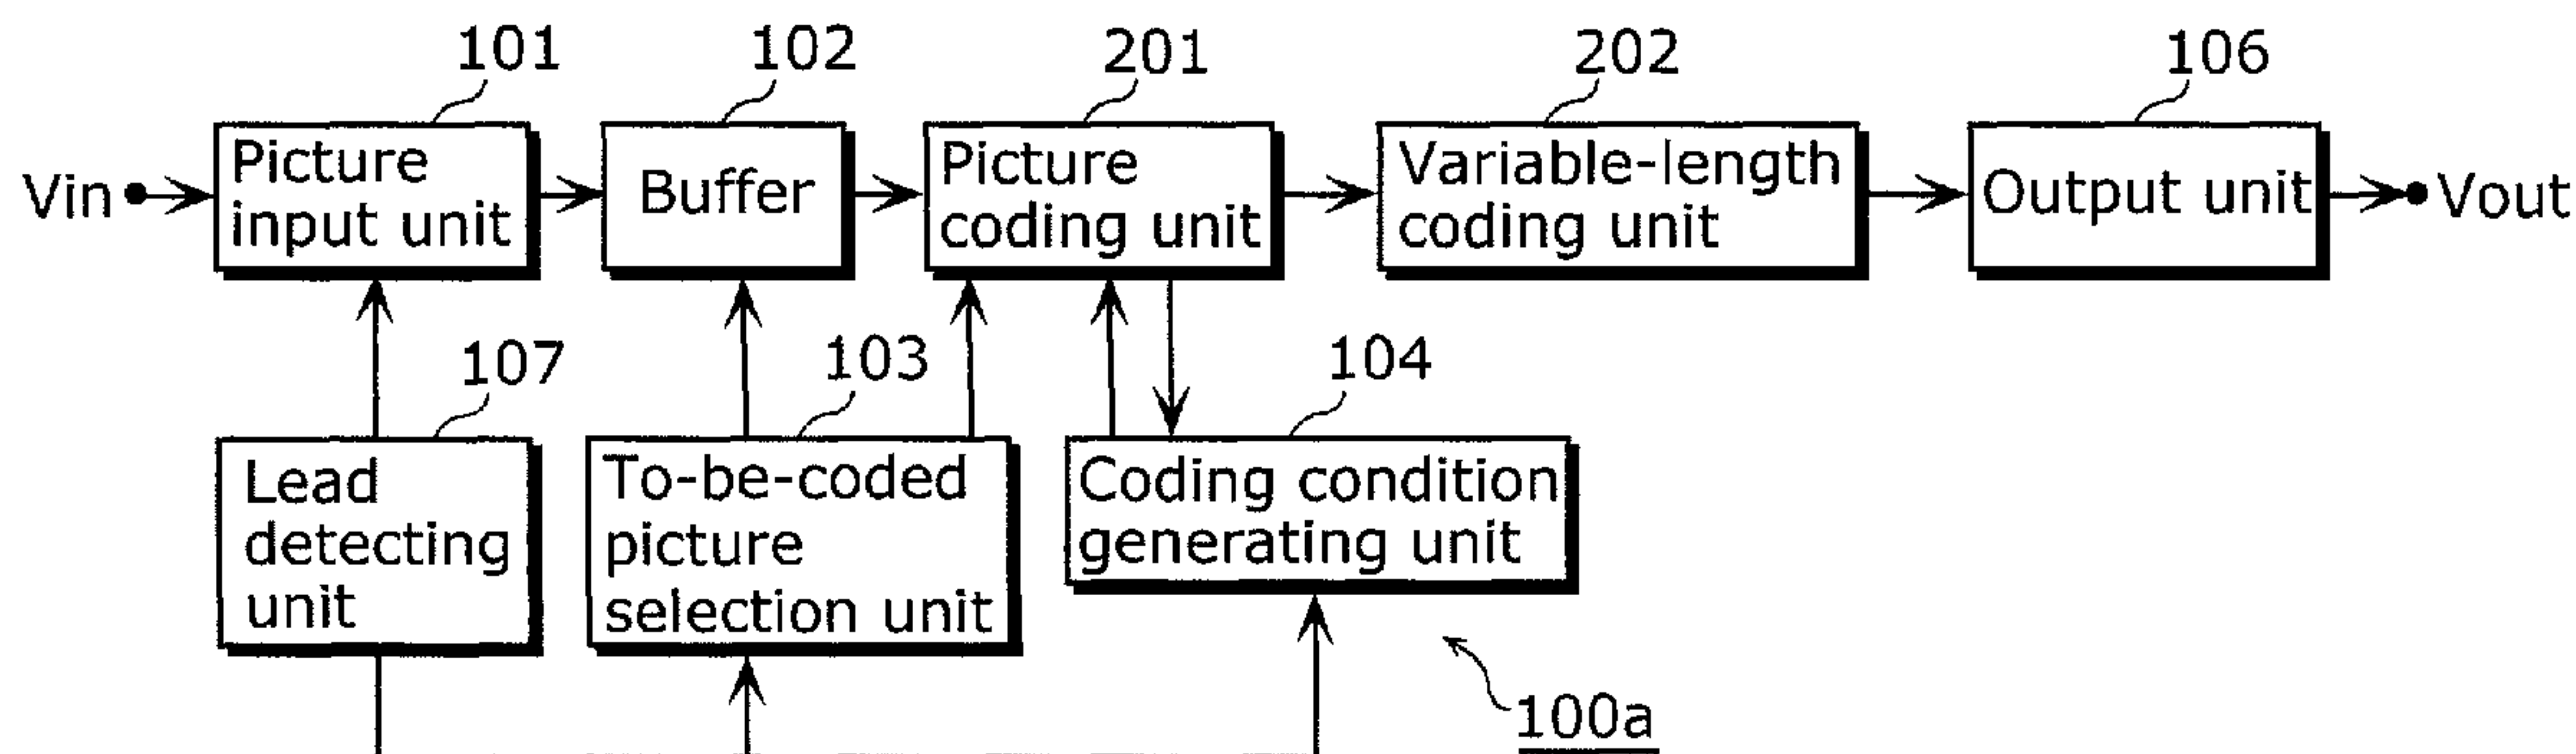 101
102
201
202
106
Vin
Picture
input unit
Buffer
Picture
coding unit
Variable-length
coding unit
Output unit
Vout
107
103
104
Lead
detecting
unit
To-be-coded
picture
selection unit
Coding condition
generating unit
100a